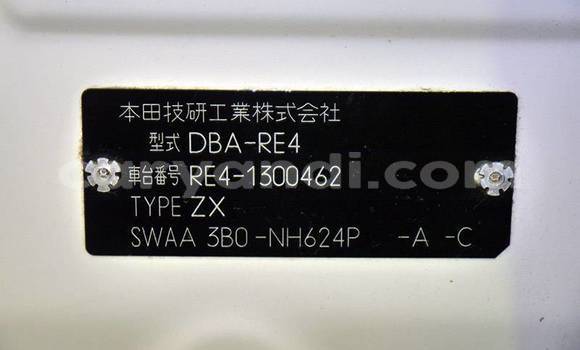 本田技研工業株式会社
型式 DBA-RE4
車台番号 RE4-1300462
TYPE ZX
SWAA 3B0-NH624P -A -C